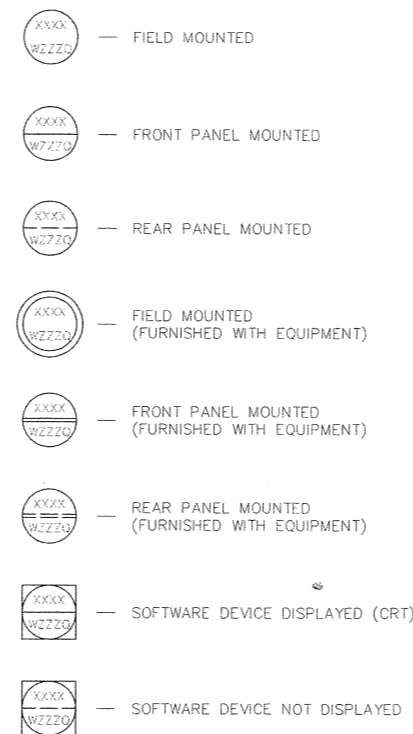 XXXX
WZZZQ
— FIELD MOUNTED
XXXX
WZZZQ
— FRONT PANEL MOUNTED
XXXX
WZZZQ
— REAR PANEL MOUNTED
XXXX
WZZZQ
— FIELD MOUNTED
(FURNISHED WITH EQUIPMENT)
XXXX
WZZZQ
— FRONT PANEL MOUNTED
(FURNISHED WITH EQUIPMENT)
XXXX
WZZZQ
— REAR PANEL MOUNTED
(FURNISHED WITH EQUIPMENT)
XXXX
WZZZQ
— SOFTWARE DEVICE DISPLAYED (CRT)
XXXX
WZZZQ
— SOFTWARE DEVICE NOT DISPLAYED